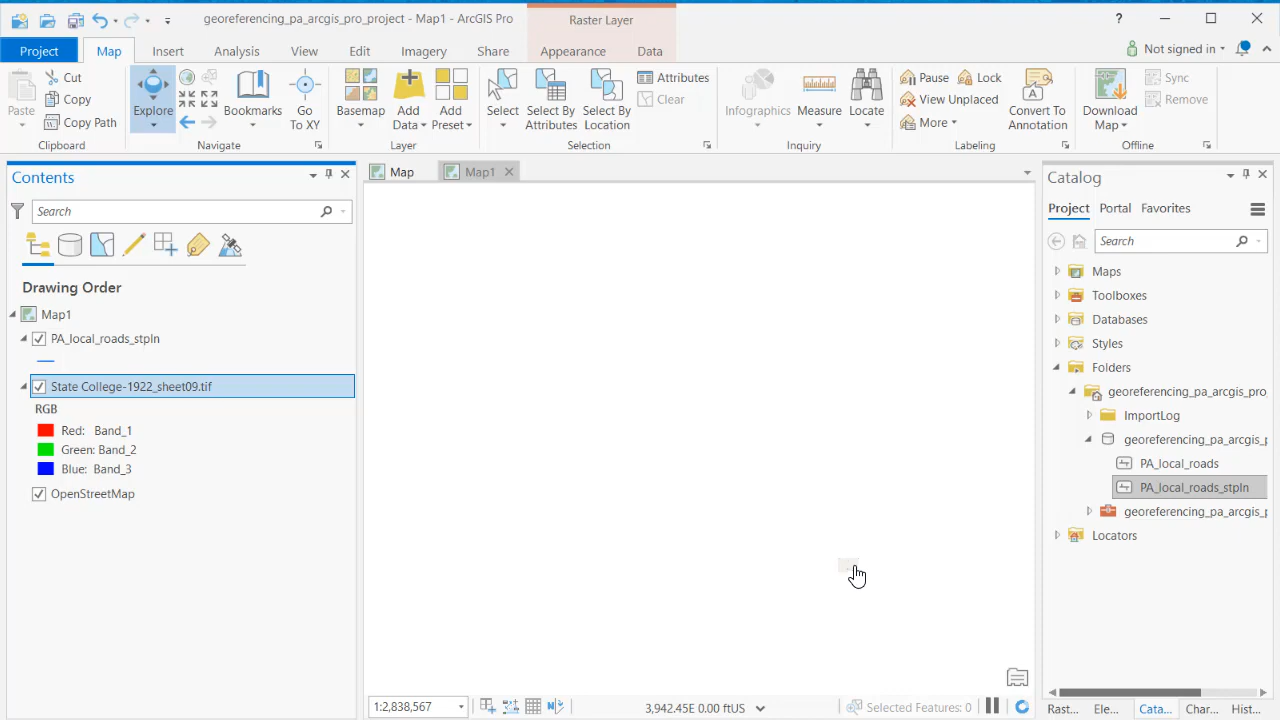 georeferencing_pa_arcgis_pro_project - Map1 - ArcGIS Pro
Raster Layer
?
Project
Map
Insert
Analysis
View
Edit
Imagery
Share
Appearance
Data
Not signed in
Paste
Cut
Copy
Copy Path
Clipboard
Explore
Bookmarks
Go
To XY
Navigate
Basemap
Add
Data
Add
Preset
Layer
Select
Select By
Attributes
Select By
Location
Attributes
Clear
Selection
Infographics
Measure
Locate
Inquiry
Pause
Lock
View Unplaced
More
Convert To
Annotation
Labeling
Download
Map
Sync
Remove
Offline
Contents
Search
Drawing Order
Map1
PA_local_roads_stpln
State College-1922_sheet09.tif
RGB
Red: Band_1
Green: Band_2
Blue: Band_3
OpenStreetMap
Map
Map1
1:2,838,567
3,942.45E 0.00 ftUS
Selected Features: 0
Catalog
Project
Portal
Favorites
Search
Maps
Toolboxes
Databases
Styles
Folders
georeferencing_pa_arcgis_pro
ImportLog
georeferencing_pa_arcgis_p
PA_local_roads
PA_local_roads_stpln
georeferencing_pa_arcgis_p
Locators
Rast...
Ele...
Cata...
Char...
Hist...